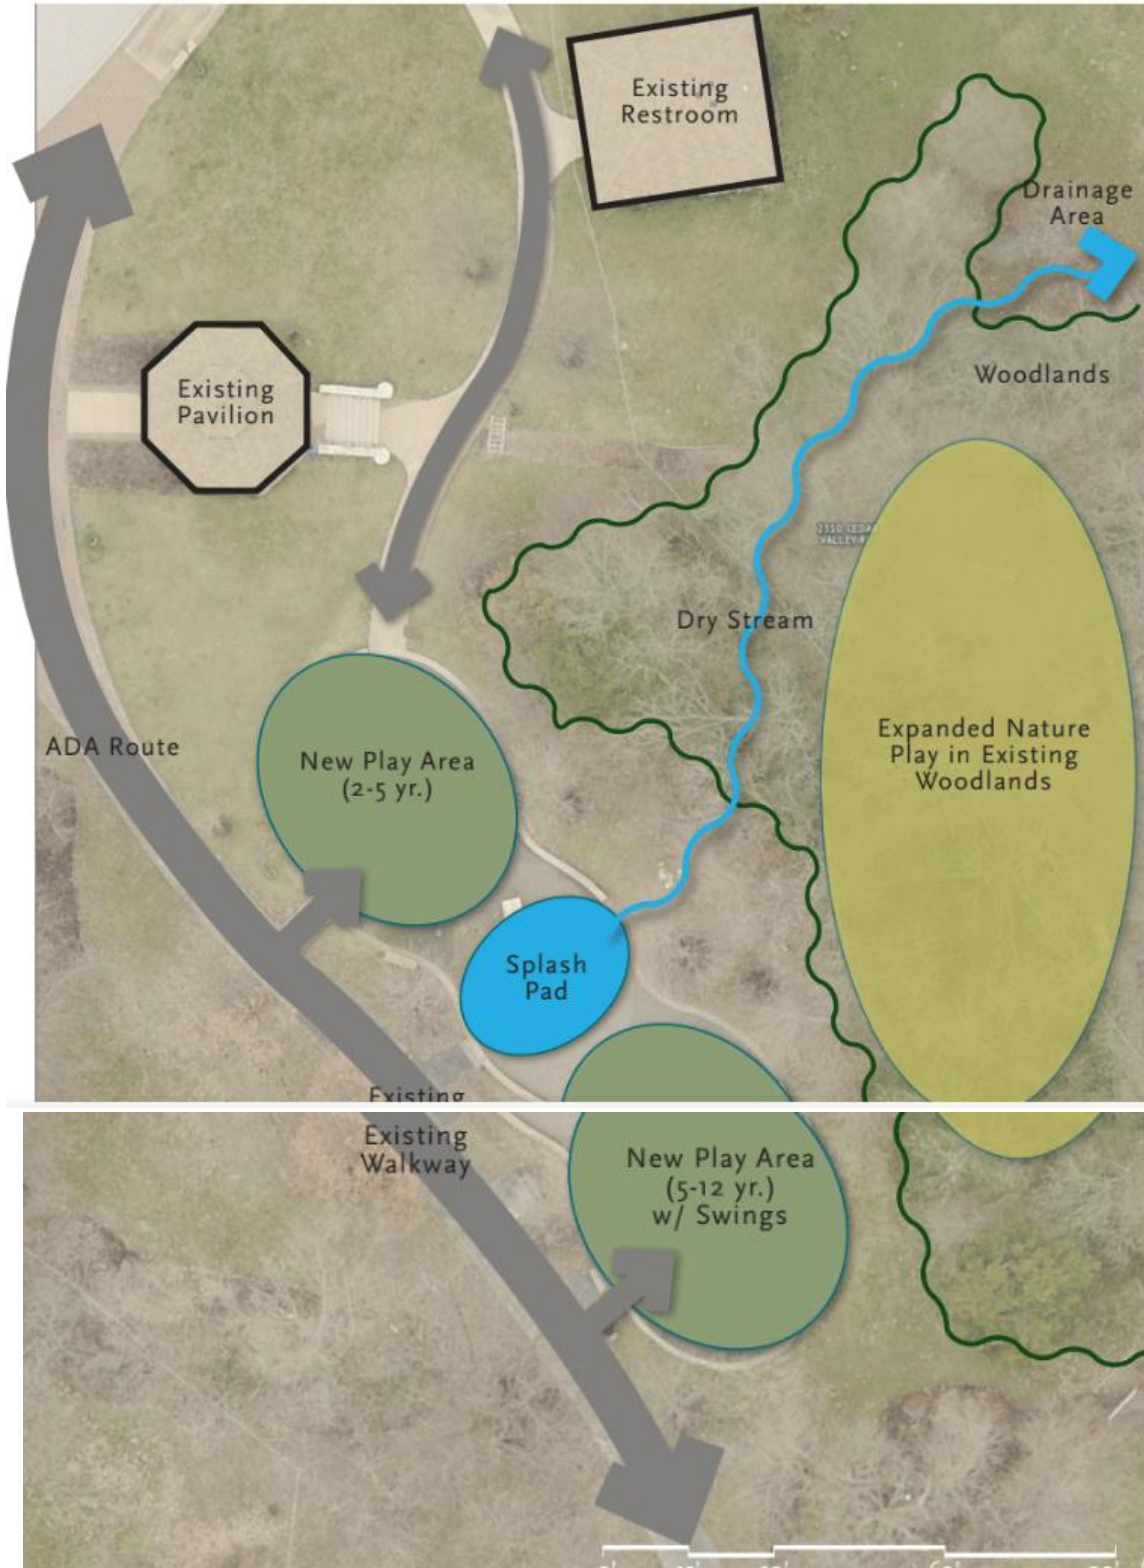 Existing
Restroom
Drainage
Area
Woodlands
Existing
Pavilion
Dry Stream
ADA Route
New Play Area
(2-5 yr.)
Expanded Nature
Play in Existing
Woodlands
Splash
Pad
Existing
Existing
Walkway
New Play Area
(5-12 yr.)
w/ Swings